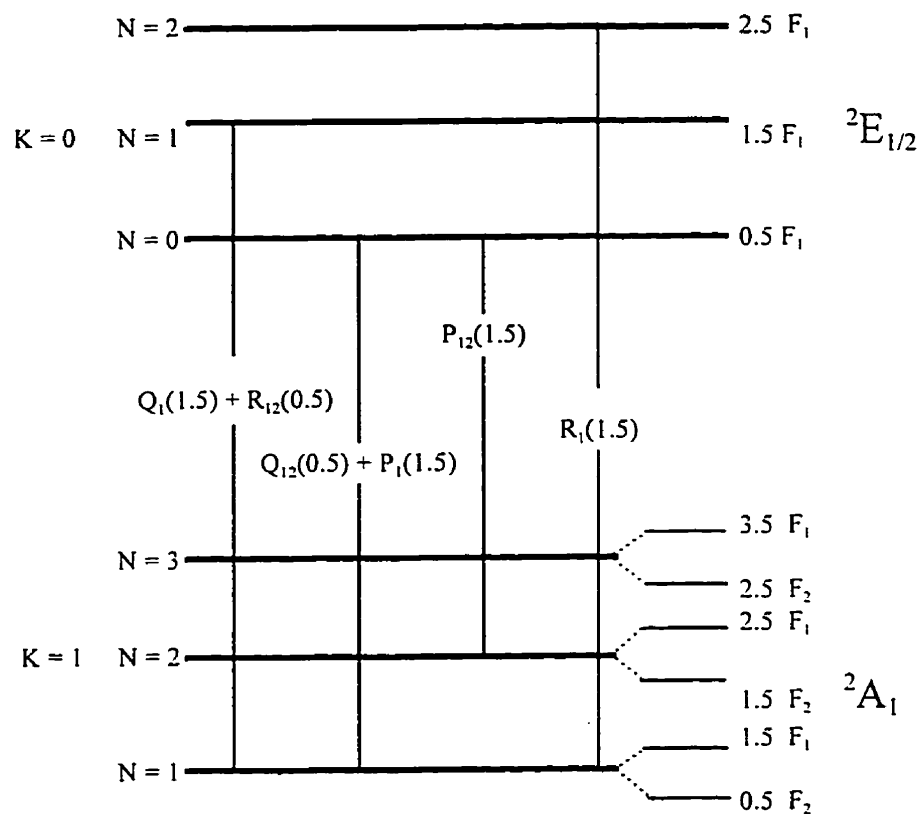 N = 2 2.5 F₁
K = 0 N = 1 1.5 F₁ ²E₁/₂
N = 0 0.5 F₁
P₁₂(1.5)
Q₁(1.5) + R₁₂(0.5)
R₁(1.5)
Q₁₂(0.5) + P₁(1.5)
3.5 F₁
N = 3
2.5 F₂
2.5 F₁
K = 1 N = 2
1.5 F₂ ²A₁
1.5 F₁
N = 1
0.5 F₂